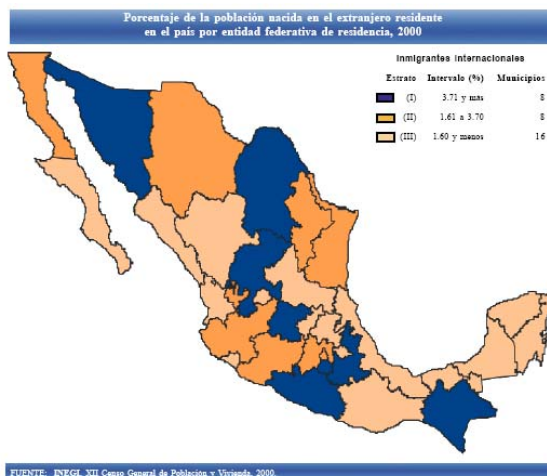 Porcentaje de la población nacida en el extranjero residente
en el país por entidad federativa de residencia, 2000
Inmigrantes Internacionales
Estrato Intervalo (%) Municipios
(I) 3.71 y más 8
(II) 1.61 a 3.70 8
(III) 1.60 y menos 16
FUENTE: INEGI, XII Censo General de Población y Vivienda, 2000.